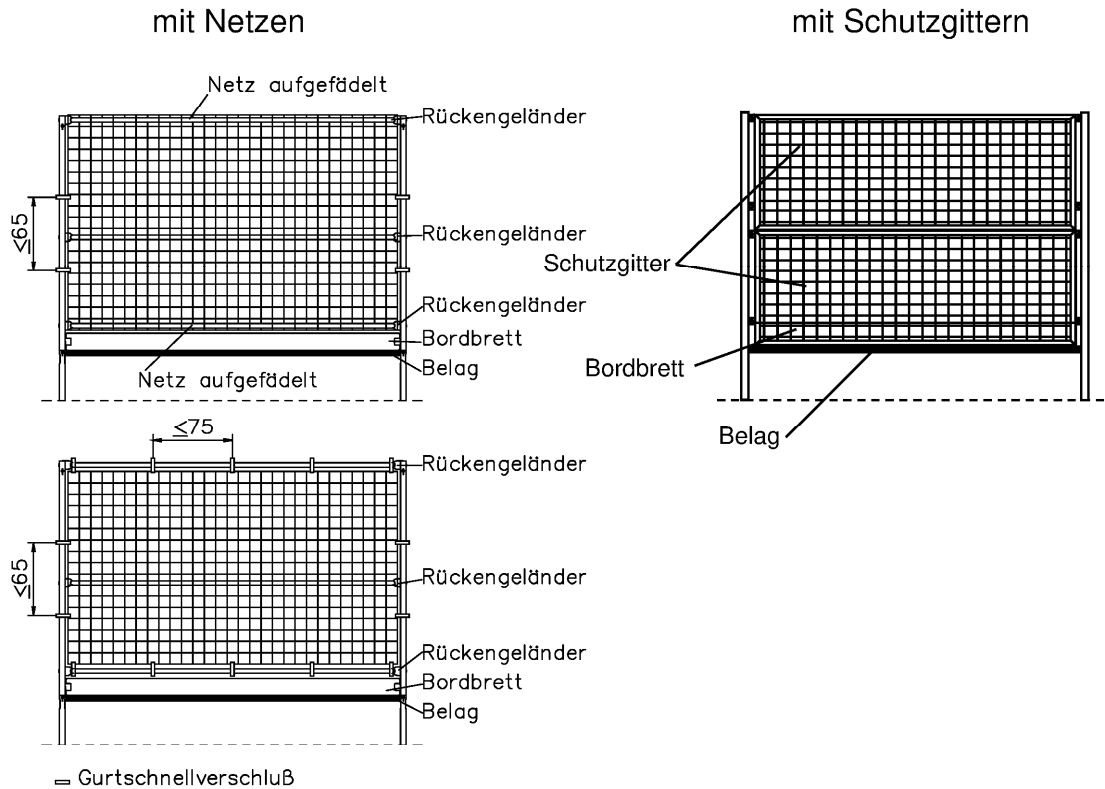 mit Netzen
mit Schutzgittern
Netz aufgefädelt
Rückengeländer
≤65
Rückengeländer
Rückengeländer
Bordbrett
Belag
Netz aufgefädelt
Schutzgitter
Bordbrett
Belag
≤75
Rückengeländer
≤65
Rückengeländer
Rückengeländer
Bordbrett
Belag
Gurtschnellverschluß